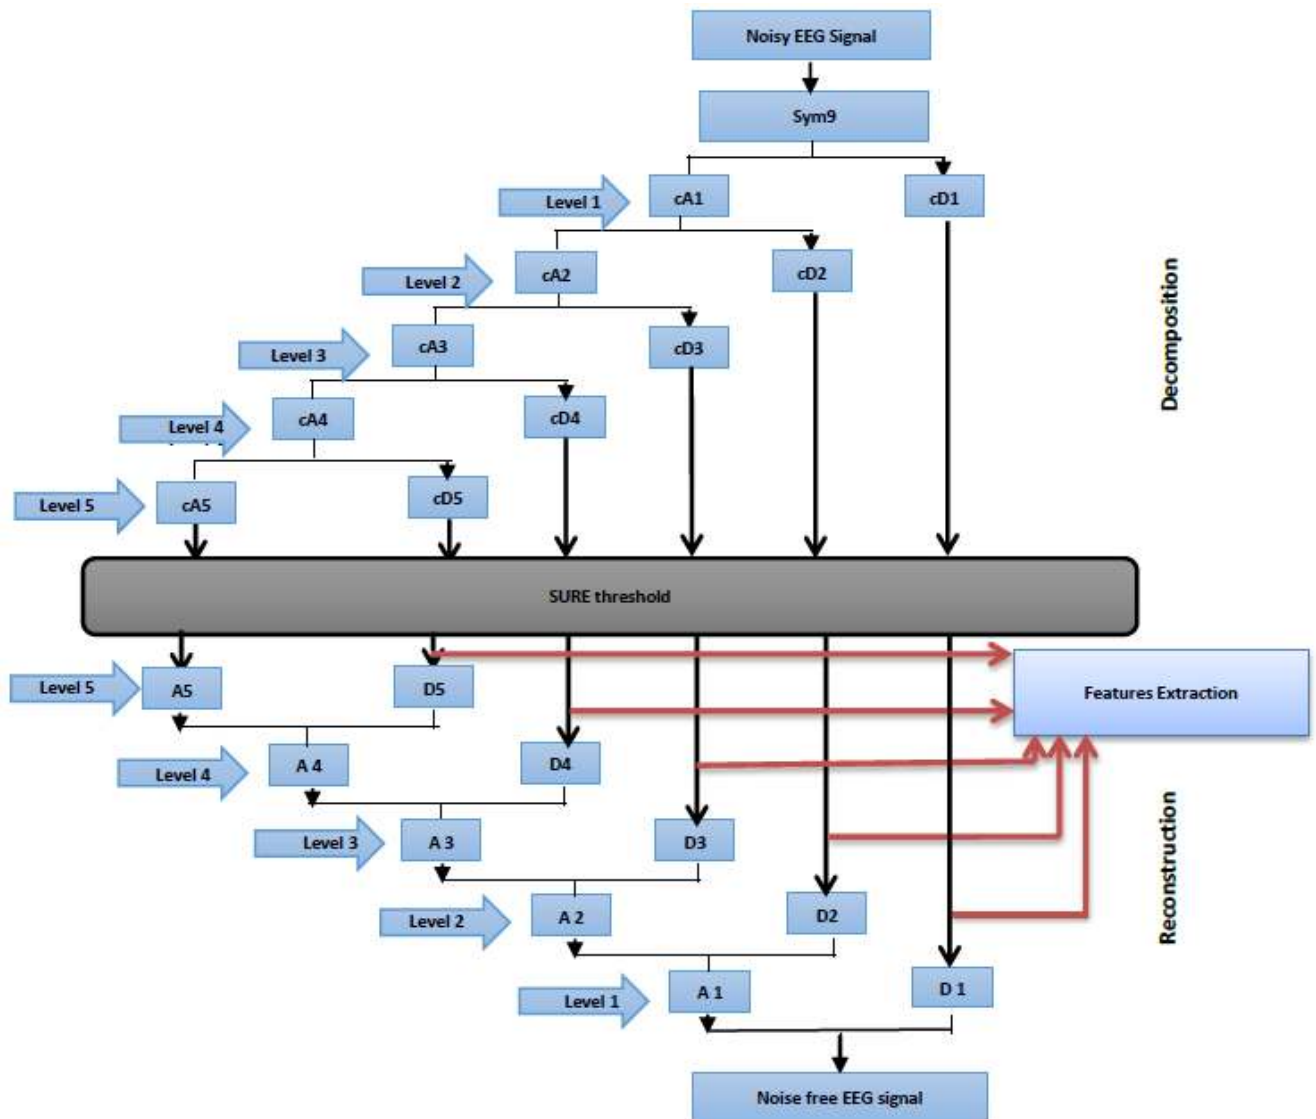 Noisy EEG Signal
Sym9
Level 1
cA1
cD1
Level 2
cA2
cD2
Level 3
cA3
cD3
Level 4
cA4
cD4
Level 5
cA5
cD5
Decomposition
SURE threshold
Level 5
A5
D5
Features Extraction
Level 4
A 4
D4
Level 3
A 3
D3
Level 2
A 2
D2
Level 1
A 1
D 1
Reconstruction
Noise free EEG signal